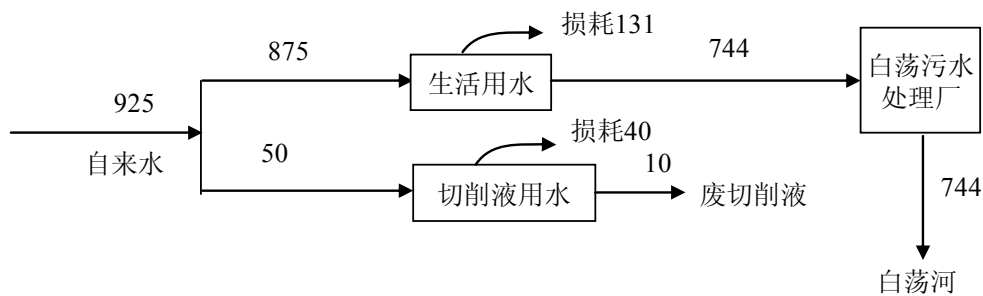 损耗131
875
744
生活用水
白荡污水
处理厂
925
自来水
损耗40
50
10
切削液用水
废切削液
744
白荡河